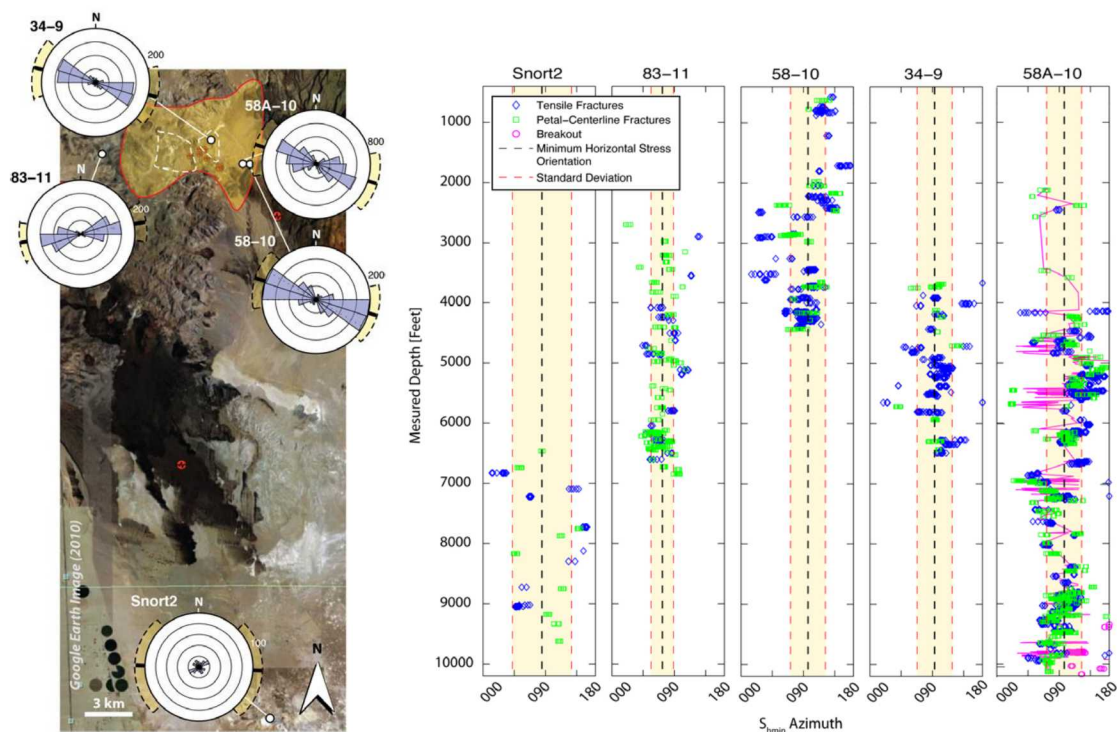 34–9
N
200
58A–10
N
800
83–11
N
200
58–10
N
200
Google Earth Image (2010)
Snort2
N
100
N
3 km
Snort2
83–11
58–10
34–9
58A–10
Tensile Fractures
Petal-Centerline Fractures
Breakout
Minimum Horizontal Stress
Orientation
Standard Deviation
Mesured Depth [Feet]
1000
2000
3000
4000
5000
6000
7000
8000
9000
10000
000 090 180 000 090 180 000 090 180 000 090 180 000 090 180
Shmin Azimuth